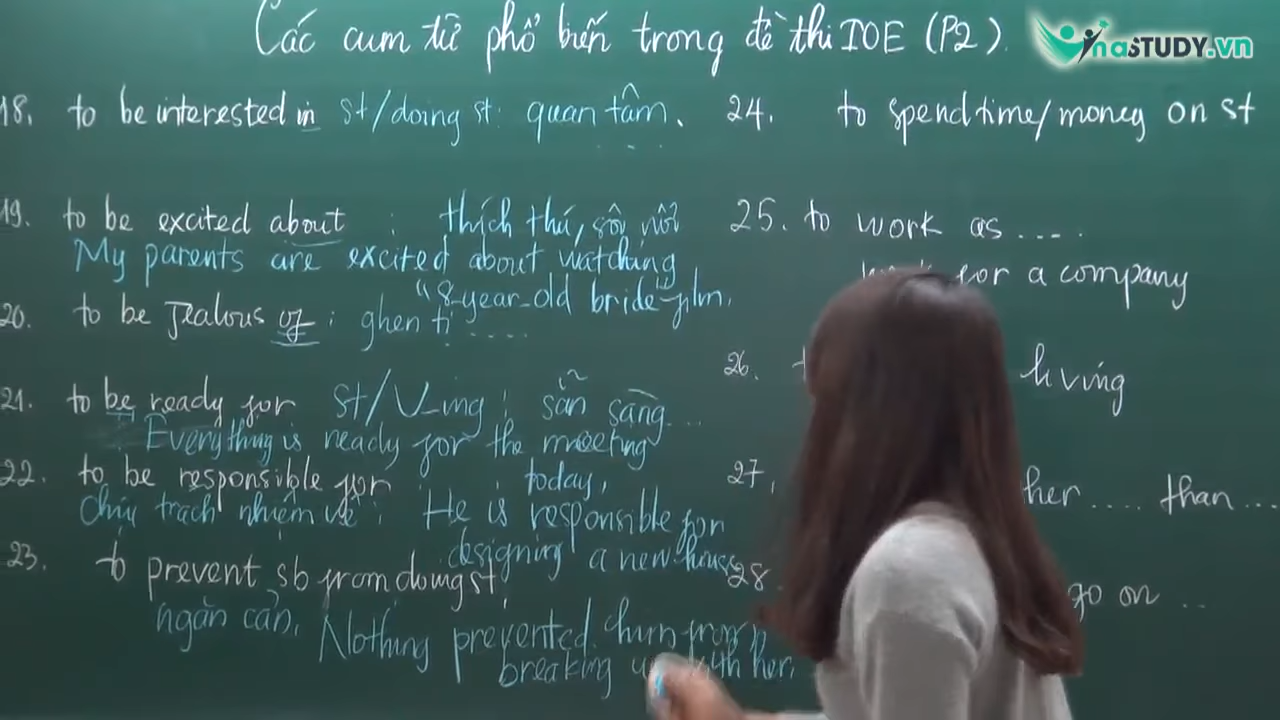 Các cum từ phổ biến trong đề thi IOE (P2).
VinaSTUDY.vn
18. to be interested in st/doing st: quan tâm.
19. to be excited about : thích thú, sôi nổi
My parents are excited about watching
"8-year-old bride" film.
20. to be Jealous of : ghen tị .....
21. to be ready for st/V-ing : sẵn sàng...
Everything is ready for the meeting
today.
22. to be responsible for
chịu trách nhiệm về : He is responsible for
designing a new house
23. to prevent sb from doing st.
ngăn cản. Nothing prevented him from
breaking up with her.
24. to spend time/money on st
25. to work as ....
work for a company
26. living
27. her .... than ...
28 go on ..